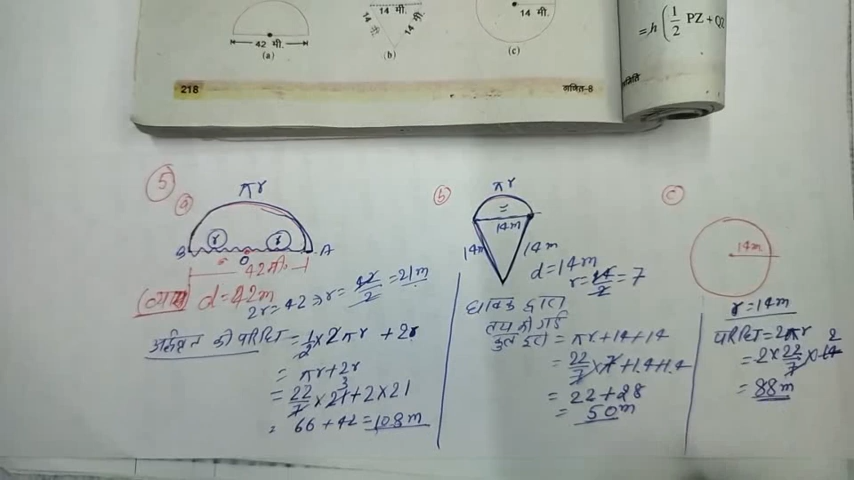 14 मी.
14 मी.
14 मी.
14 मी.
42 मी.
(a)
(b)
(c)
218
गणित-8
=h(1/2 PZ+Q
5
a
πr
B r O r A
42मी०
(व्यास) d=42m
2r=42 ⇒ r=42/2=21m
की परिधि=1/2×2πr +2r
=πr+2r
=22/7×21+2×21 3
= 66+42=108m
b
πr
=
14m
14m 14m
d=14m
r=14/2=7
धावक द्वारा
तय की गई
कुल दूरी=πr+14+14
=22/7×7+14+14
=22+28
=50m
c
14m
r=14m
परिधि=2πr
=2×22/7×14 2
=88m